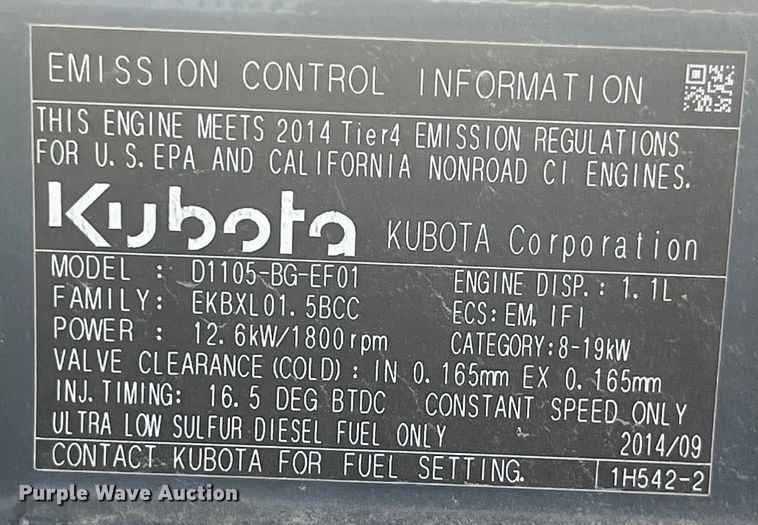 EMISSION CONTROL INFORMATION
THIS ENGINE MEETS 2014 Tier4 EMISSION REGULATIONS
FOR U.S.EPA AND CALIFORNIA NONROAD CI ENGINES.
Kubota KUBOTA Corporation
MODEL : D1105-BG-EF01 ENGINE DISP.: 1.1L
FAMILY: EKBXL01.5BCC ECS: EM, IFI
POWER : 12.6kW/1800rpm CATEGORY:8-19kW
VALVE CLEARANCE (COLD) : IN 0.165mm EX 0.165mm
INJ.TIMING: 16.5 DEG BTDC CONSTANT SPEED ONLY
ULTRA LOW SULFUR DIESEL FUEL ONLY 2014/09
CONTACT KUBOTA FOR FUEL SETTING. 1H542-2
Purple Wave Auction